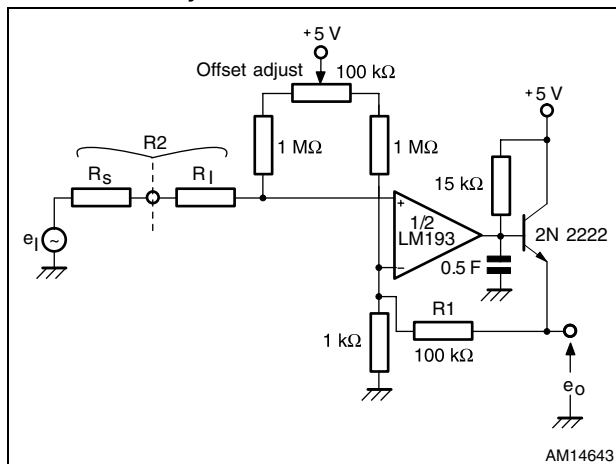 +5 V
Offset adjust
100 kΩ
+5 V
R2
1 MΩ
1 MΩ
15 kΩ
Rs
Rl
+
1/2
LM193
2N 2222
eI
~
−
0.5 F
R1
1 kΩ
100 kΩ
eo
AM14643